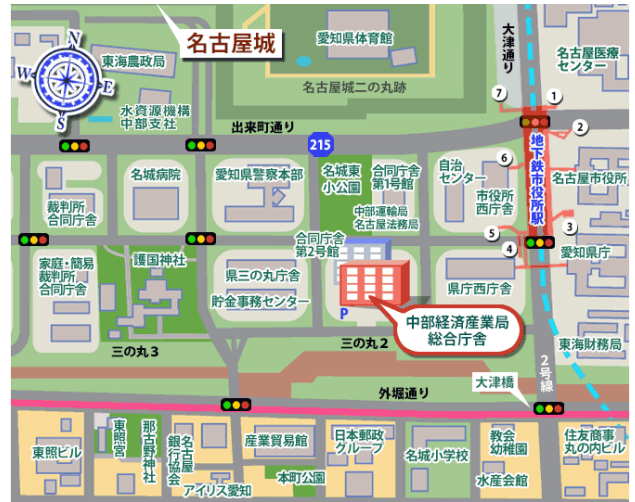 名古屋城
愛知県体育館
大津通り
名古屋医療
センター
N
W
E
S
東海農政局
水資源機構
中部支社
名古屋城二の丸跡
出来町通り
215
7
1
2
地下鉄市役所駅
裁判所
合同庁舎
名城病院
愛知県警察本部
名城東
小公園
合同庁舎
第1号館
中部運輸局
名古屋法務局
自治
センター
6
市役所
西庁舎
名古屋市役所
5
3
4
愛知県庁
家庭・簡易
裁判所
合同庁舎
護国神社
県三の丸庁舎
貯金事務センター
合同庁舎
第2号館
P
県庁西庁舎
中部経済産業局
総合庁舎
東海財務局
三の丸3
三の丸2
2号線
外堀通り
大津橋
東照ビル
東照宮
那古野神社
名古屋
銀行協会
アイリス愛知
産業貿易館
本町公園
日本郵政
グループ
名城小学校
教会
幼稚園
水産会館
住友商事
丸の内ビル